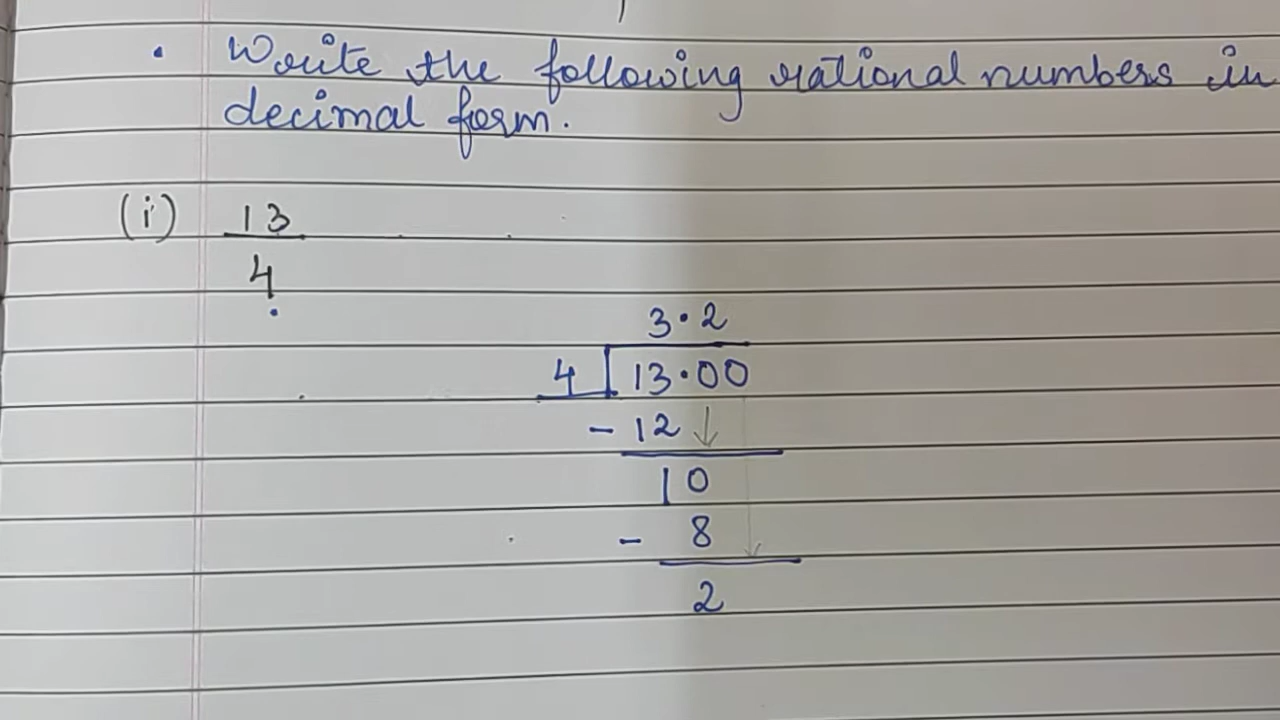 • Write the following rational numbers in
decimal form.
(i) 13
4
3.2
4 13.00
- 12 ↓
10
- 8
2